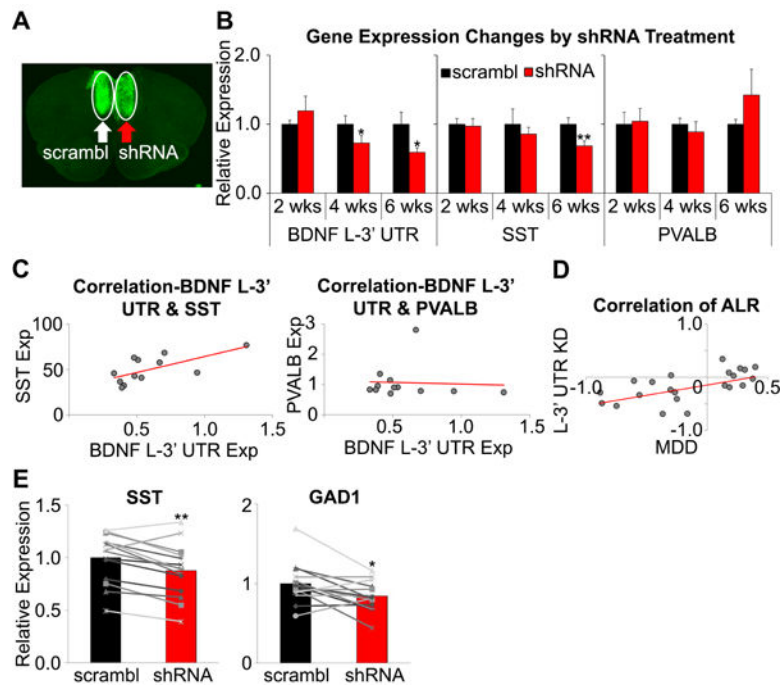 A
scrambl shRNA
B
Gene Expression Changes by shRNA Treatment
Relative Expression
2.0
1.0
0.0
scrambl shRNA
* * **
2 wks 4 wks 6 wks 2 wks 4 wks 6 wks 2 wks 4 wks 6 wks
BDNF L-3' UTR SST PVALB
C
Correlation-BDNF L-3'
UTR & SST
SST Exp
100
50
0
0.5 1.0 1.5
BDNF L-3' UTR Exp
Correlation-BDNF L-3'
UTR & PVALB
PVALB Exp
3
2
1
0
0.5 1.0 1.5
BDNF L-3' UTR Exp
D
Correlation of ALR
L-3' UTR KD
1.0
-1.0 0 0.5
-1.0
MDD
E
SST
Relative Expression
1.5
1.0
0.5
0.0
**
scrambl shRNA
GAD1
2
1
0
*
scrambl shRNA